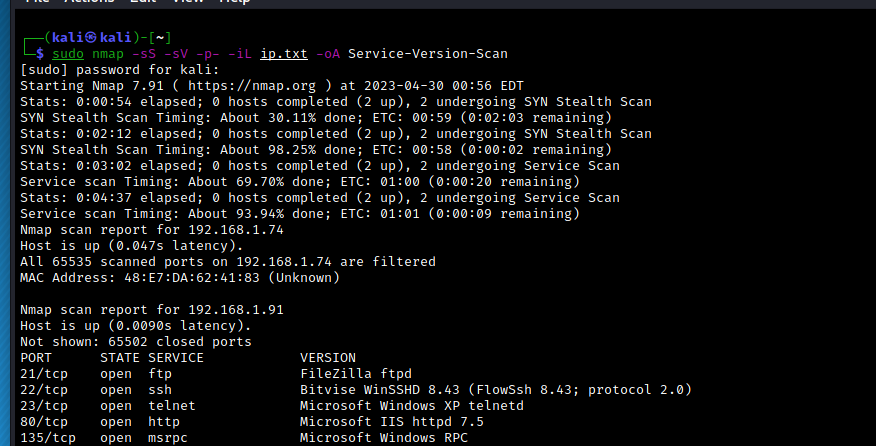 File Actions Edit View Help
┌──(kali㉿kali)-[~]
└─$ sudo nmap -sS -sV -p- -iL ip.txt -oA Service-Version-Scan
[sudo] password for kali:
Starting Nmap 7.91 ( https://nmap.org ) at 2023-04-30 00:56 EDT
Stats: 0:00:54 elapsed; 0 hosts completed (2 up), 2 undergoing SYN Stealth Scan
SYN Stealth Scan Timing: About 30.11% done; ETC: 00:59 (0:02:03 remaining)
Stats: 0:02:12 elapsed; 0 hosts completed (2 up), 2 undergoing SYN Stealth Scan
SYN Stealth Scan Timing: About 98.25% done; ETC: 00:58 (0:00:02 remaining)
Stats: 0:03:02 elapsed; 0 hosts completed (2 up), 2 undergoing Service Scan
Service scan Timing: About 69.70% done; ETC: 01:00 (0:00:20 remaining)
Stats: 0:04:37 elapsed; 0 hosts completed (2 up), 2 undergoing Service Scan
Service scan Timing: About 93.94% done; ETC: 01:01 (0:00:09 remaining)
Nmap scan report for 192.168.1.74
Host is up (0.047s latency).
All 65535 scanned ports on 192.168.1.74 are filtered
MAC Address: 48:E7:DA:62:41:83 (Unknown)
Nmap scan report for 192.168.1.91
Host is up (0.0090s latency).
Not shown: 65502 closed ports
PORT STATE SERVICE VERSION
21/tcp open ftp FileZilla ftpd
22/tcp open ssh Bitvise WinSSHD 8.43 (FlowSsh 8.43; protocol 2.0)
23/tcp open telnet Microsoft Windows XP telnetd
80/tcp open http Microsoft IIS httpd 7.5
135/tcp open msrpc Microsoft Windows RPC